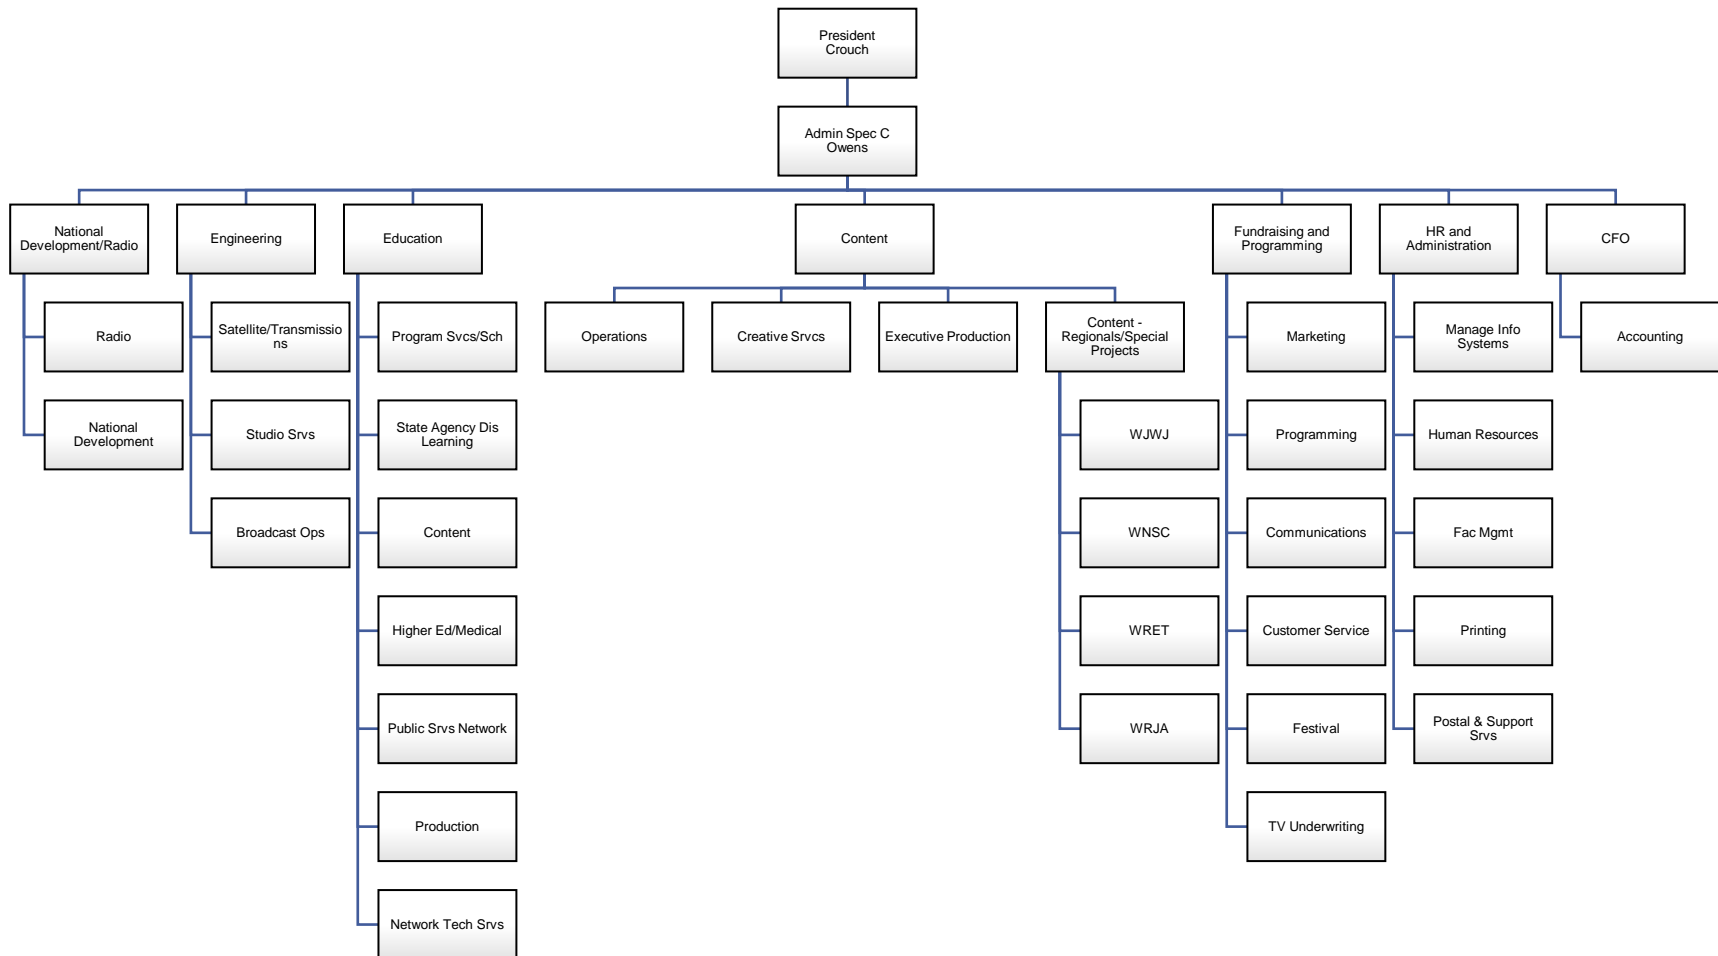 President
Crouch
Admin Spec C
Owens
National
Development/Radio
Engineering
Education
Content
Fundraising and
Programming
HR and
Administration
CFO
Radio
Satellite/Transmissio
ns
Program Svcs/Sch
Operations
Creative Srvcs
Executive Production
Content -
Regionals/Special
Projects
Marketing
Manage Info
Systems
Accounting
National
Development
Studio Srvs
State Agency Dis
Learning
WJWJ
Programming
Human Resources
Broadcast Ops
Content
WNSC
Communications
Fac Mgmt
Higher Ed/Medical
WRET
Customer Service
Printing
Public Srvs Network
WRJA
Festival
Postal & Support
Srvs
Production
TV Underwriting
Network Tech Srvs